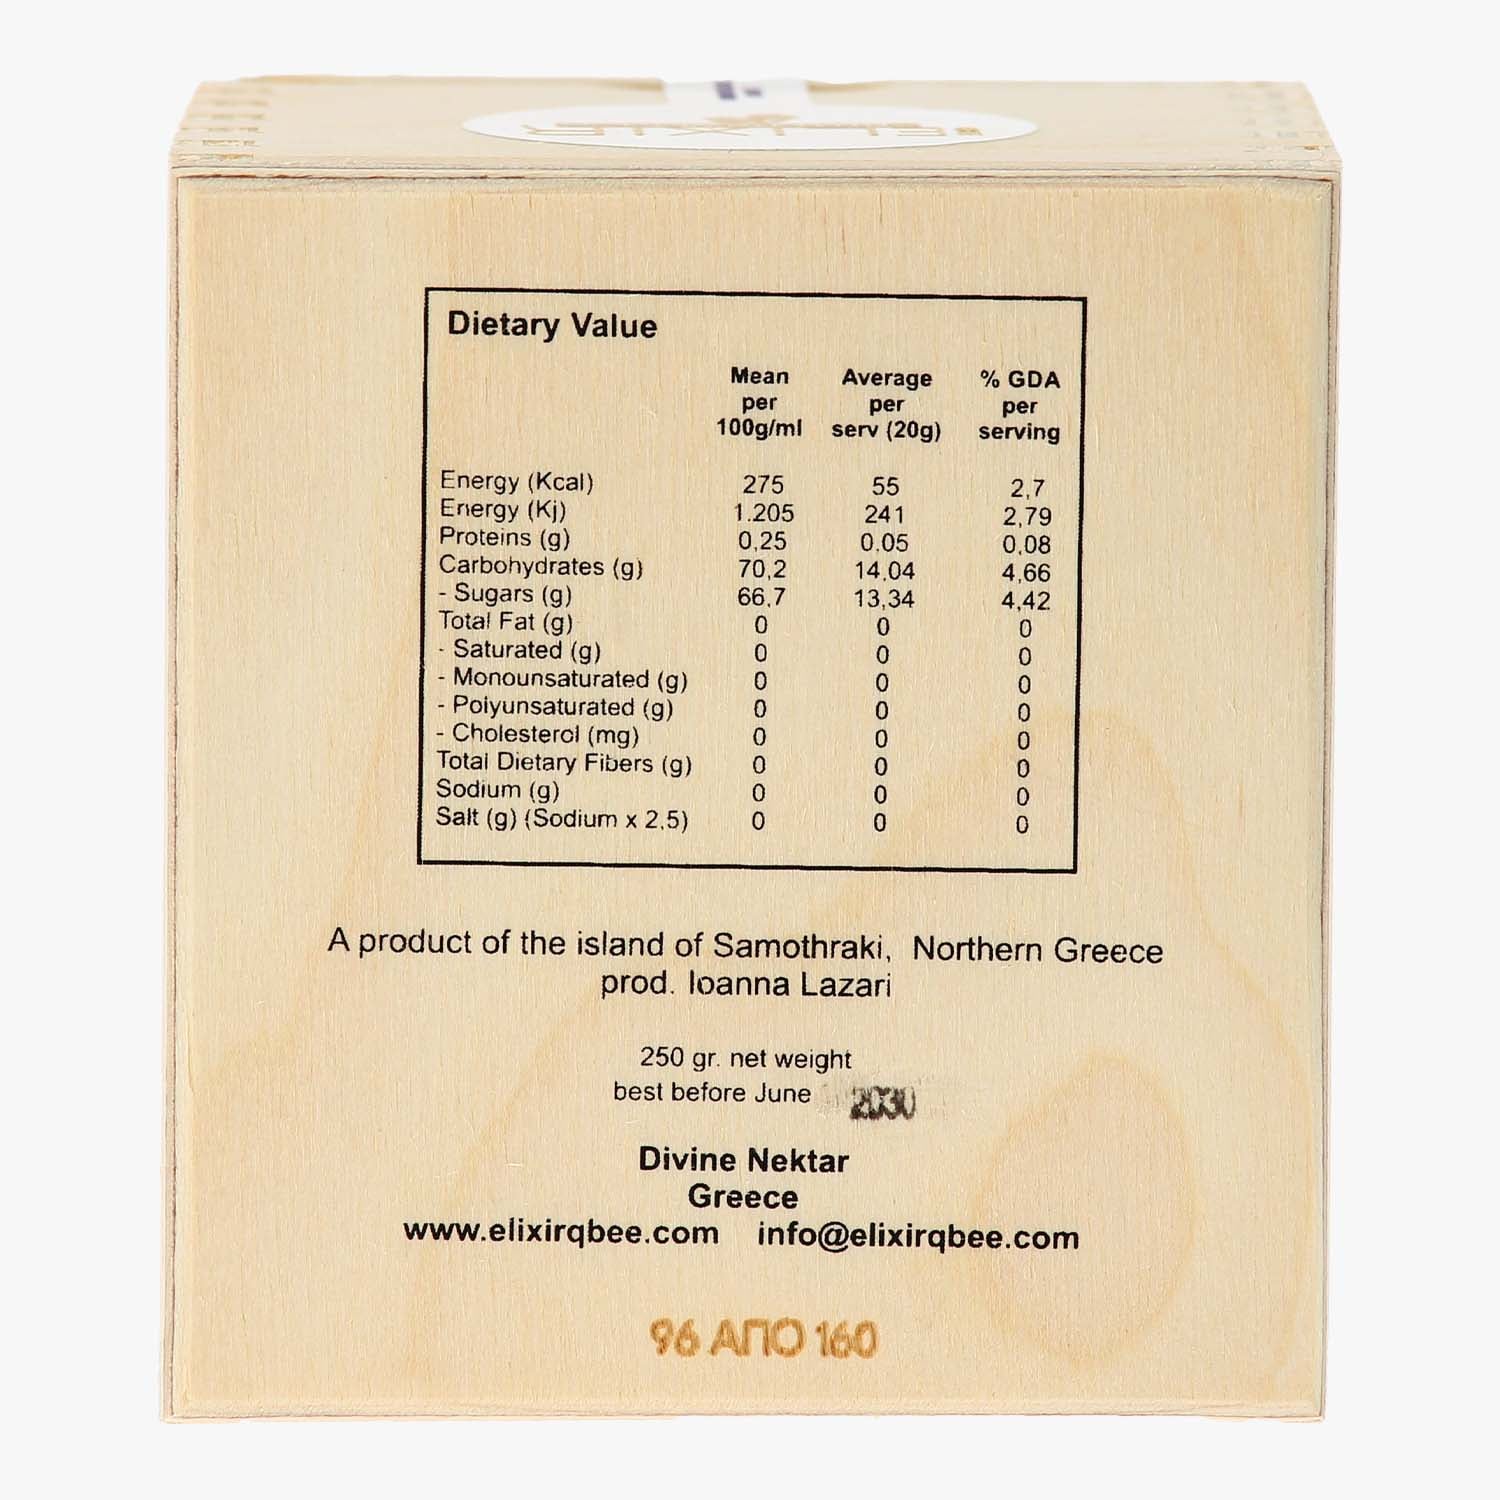 ELIXIR
Dietary Value
Mean per 100g/ml Average per serv (20g) % GDA per serving
Energy (Kcal) 275 55 2,7
Energy (Kj) 1.205 241 2,79
Proteins (g) 0,25 0.05 0,08
Carbohydrates (g) 70,2 14,04 4,66
- Sugars (g) 66,7 13,34 4,42
Total Fat (g) 0 0 0
- Saturated (g) 0 0 0
- Monounsaturated (g) 0 0 0
- Polyunsaturated (g) 0 0 0
- Cholesterol (mg) 0 0 0
Total Dietary Fibers (g) 0 0 0
Sodium (g) 0 0 0
Salt (g) (Sodium x 2,5) 0 0 0
A product of the island of Samothraki, Northern Greece
prod. Ioanna Lazari
250 gr. net weight
best before June 2030
Divine Nektar
Greece
www.elixirqbee.com info@elixirqbee.com
96 ΑΠΟ 160